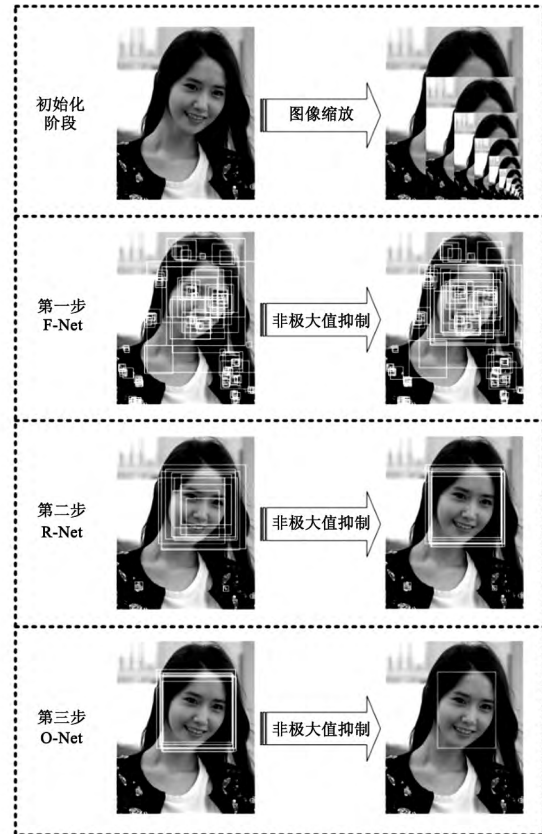 初始化
阶段
图像缩放
第一步
F-Net
非极大值抑制
第二步
R-Net
非极大值抑制
第三步
O-Net
非极大值抑制